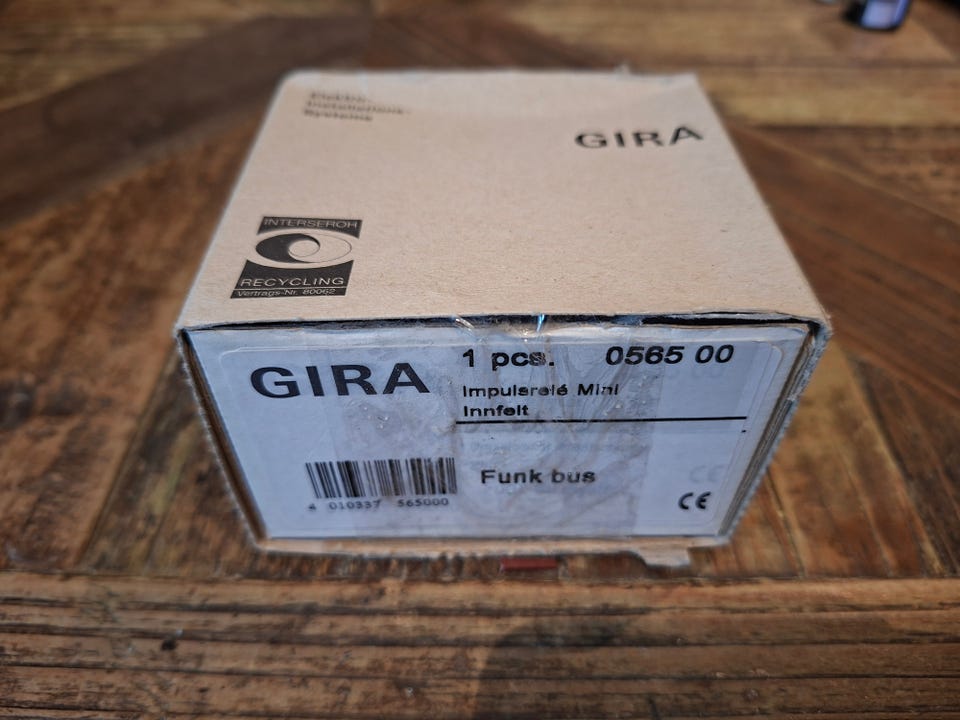 Elektro-
Installations-
Systeme
GIRA
INTERSEROH
RECYCLING
Vertrags-Nr. 80062
GIRA
1 pcs. 0565 00
Impulsrelé Mini
Innfelt
Funk bus
4 010337 565000
CE